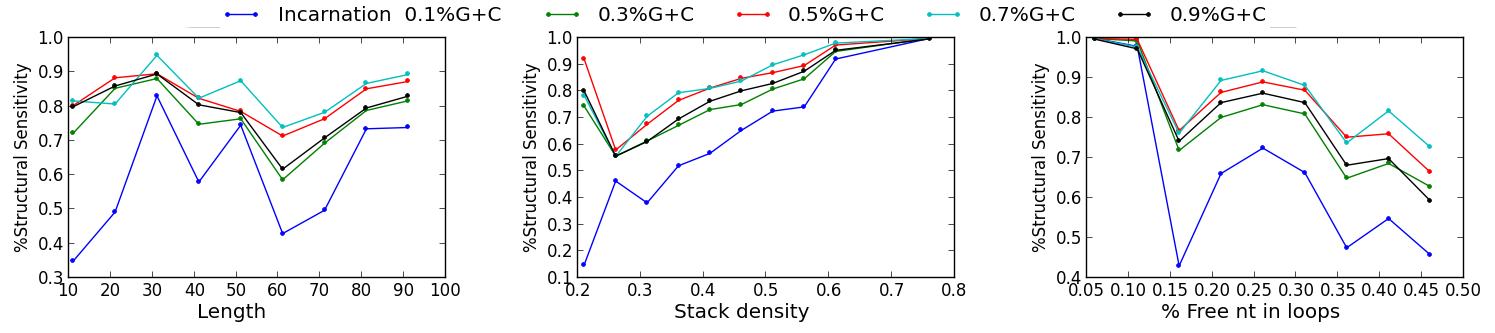 Incarnation 0.1%G+C 0.3%G+C 0.5%G+C 0.7%G+C 0.9%G+C
%Structural Sensitivity
1.0
0.9
0.8
0.7
0.6
0.5
0.4
0.3
10 20 30 40 50 60 70 80 90 100
Length
%Structural Sensitivity
1.0
0.9
0.8
0.7
0.6
0.5
0.4
0.3
0.2
0.1
0.2 0.3 0.4 0.5 0.6 0.7 0.8
Stack density
%Structural Sensitivity
1.0
0.9
0.8
0.7
0.6
0.5
0.4
0.05 0.10 0.15 0.20 0.25 0.30 0.35 0.40 0.45 0.50
% Free nt in loops